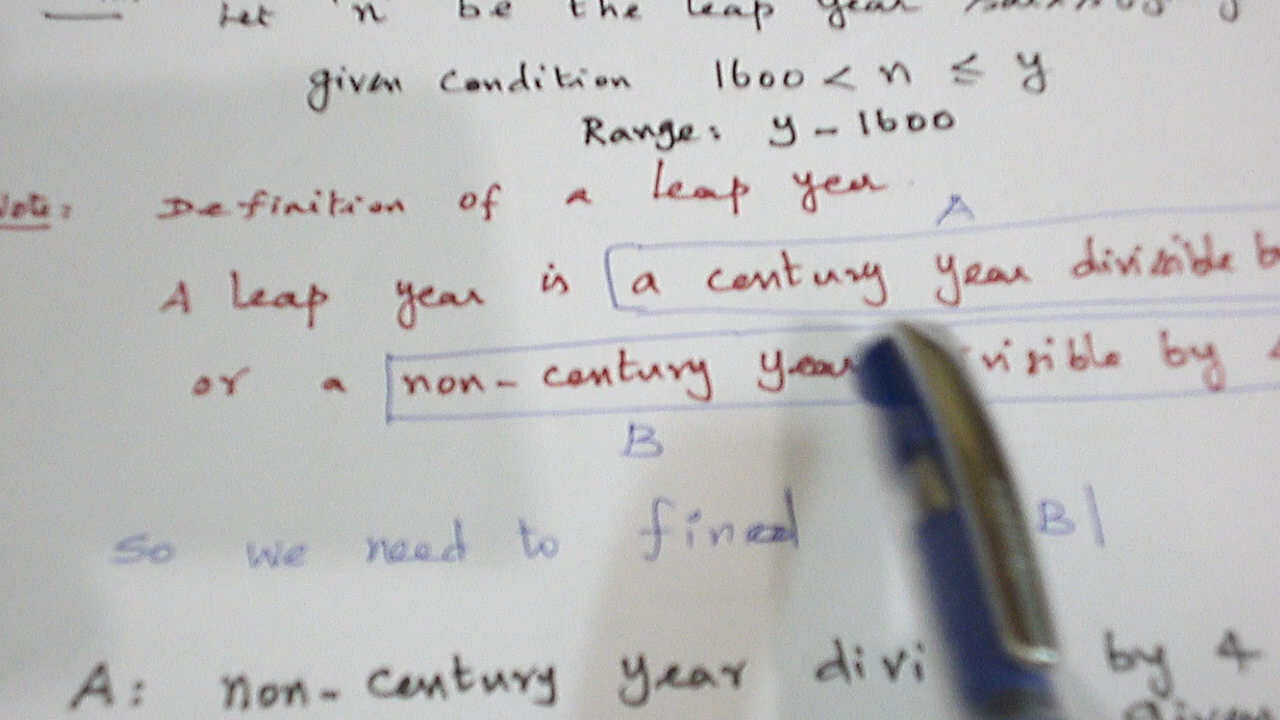 Let 'n' be the leap year
given condition 1600 < n ≤ y
Range: y - 1600
Note: Definition of a leap year.
A
A leap year is a century year divisible
or a non-century year divisible by
B
So we need to find B|
A: non-century year by 4